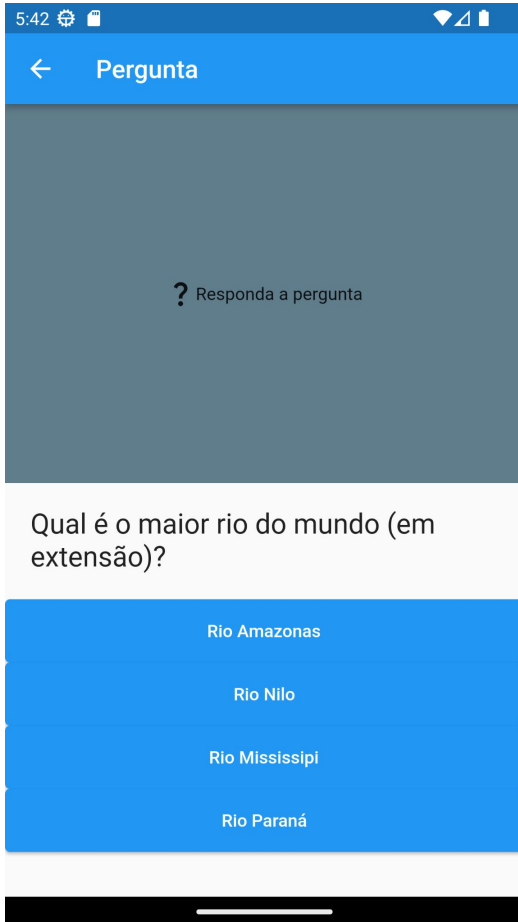 5:42
Pergunta
? Responda a pergunta
Qual é o maior rio do mundo (em
extensão)?
Rio Amazonas
Rio Nilo
Rio Mississipi
Rio Paraná